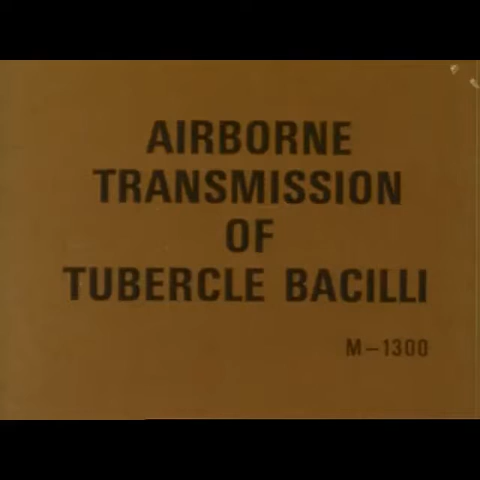 AIRBORNE
TRANSMISSION
OF
TUBERCLE BACILLI
M-1300